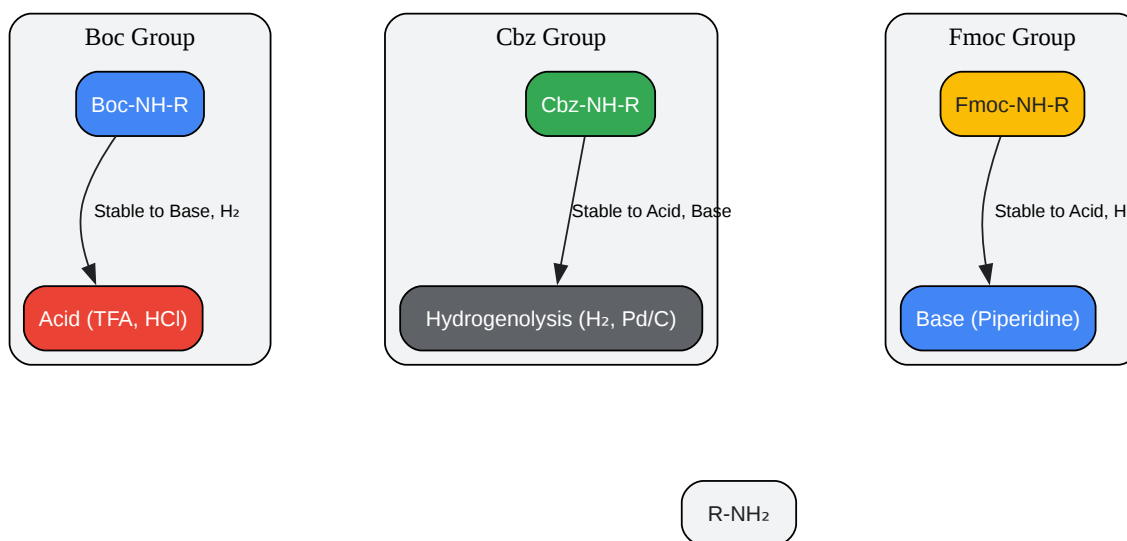 Boc Group
Boc-NH-R
Stable to Base, H₂
Acid (TFA, HCl)
Cbz Group
Cbz-NH-R
Stable to Acid, Base
Hydrogenolysis (H₂, Pd/C)
Fmoc Group
Fmoc-NH-R
Stable to Acid, H
Base (Piperidine)
R-NH₂